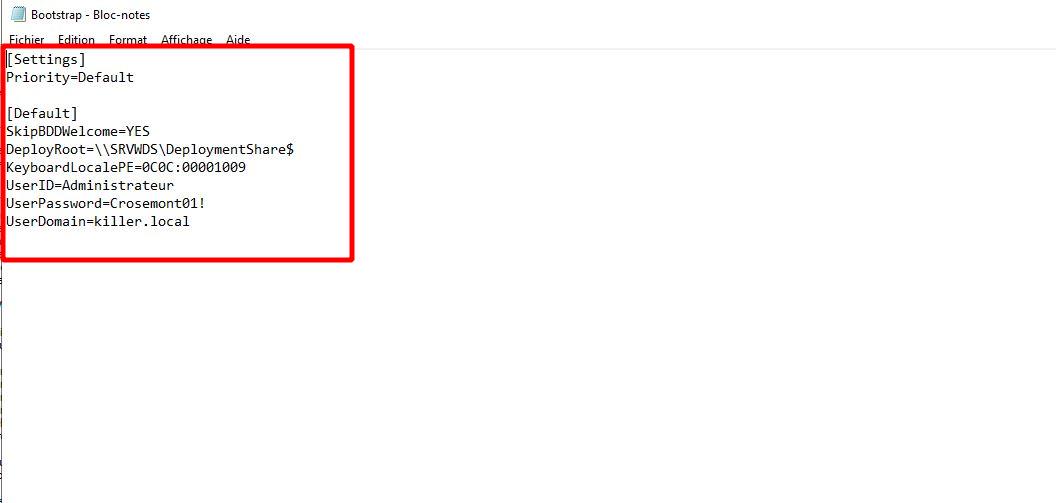 Bootstrap - Bloc-notes
Fichier Edition Format Affichage Aide
[Settings]
Priority=Default
[Default]
SkipBDDWelcome=YES
DeployRoot=\\SRVWDS\DeploymentShare$
KeyboardLocalePE=0C0C:00001009
UserID=Administrateur
UserPassword=Crosemont01!
UserDomain=killer.local